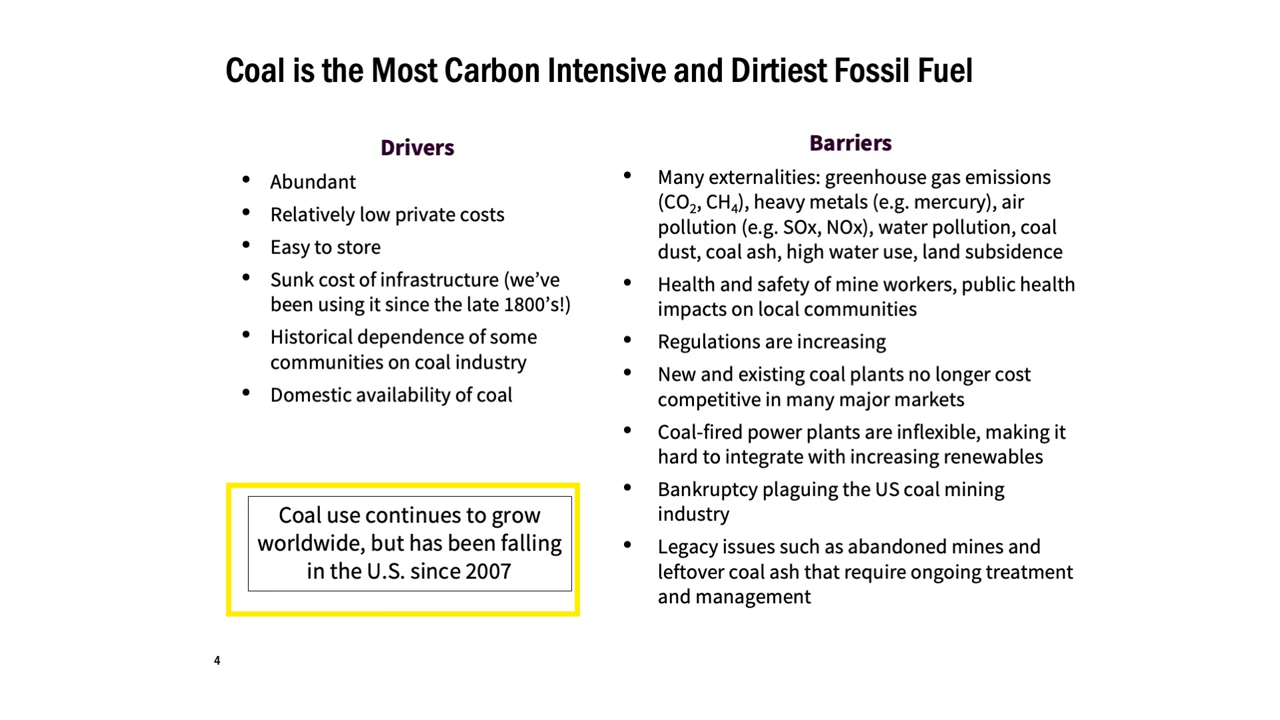 Coal is the Most Carbon Intensive and Dirtiest Fossil Fuel
Drivers
• Abundant
• Relatively low private costs
• Easy to store
• Sunk cost of infrastructure (we’ve
been using it since the late 1800’s!)
• Historical dependence of some
communities on coal industry
• Domestic availability of coal
Coal use continues to grow
worldwide, but has been falling
in the U.S. since 2007
Barriers
• Many externalities: greenhouse gas emissions
(CO₂, CH₄), heavy metals (e.g. mercury), air
pollution (e.g. SOx, NOx), water pollution, coal
dust, coal ash, high water use, land subsidence
• Health and safety of mine workers, public health
impacts on local communities
• Regulations are increasing
• New and existing coal plants no longer cost
competitive in many major markets
• Coal-fired power plants are inflexible, making it
hard to integrate with increasing renewables
• Bankruptcy plaguing the US coal mining
industry
• Legacy issues such as abandoned mines and
leftover coal ash that require ongoing treatment
and management
4